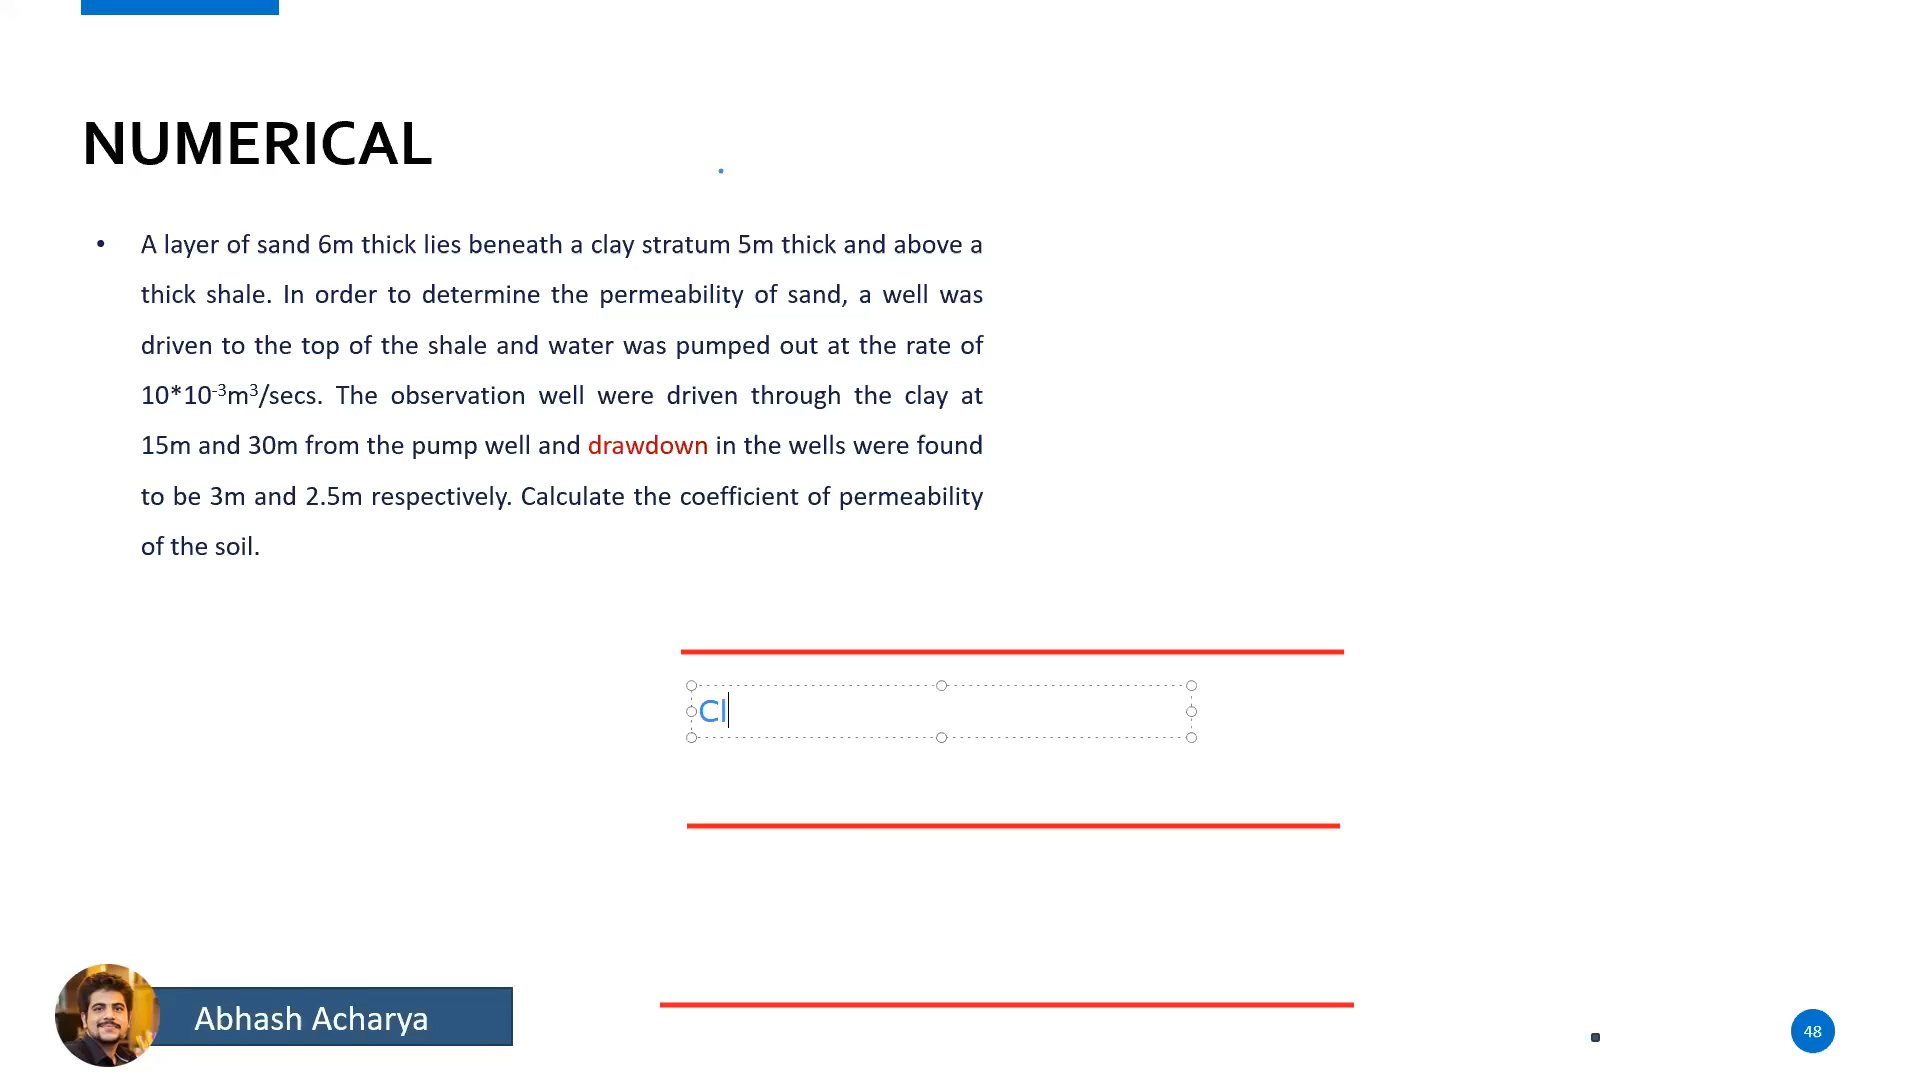 NUMERICAL
• A layer of sand 6m thick lies beneath a clay stratum 5m thick and above a
thick shale. In order to determine the permeability of sand, a well was
driven to the top of the shale and water was pumped out at the rate of
10*10⁻³m³/secs. The observation well were driven through the clay at
15m and 30m from the pump well and drawdown in the wells were found
to be 3m and 2.5m respectively. Calculate the coefficient of permeability
of the soil.
Cl
Abhash Acharya
48